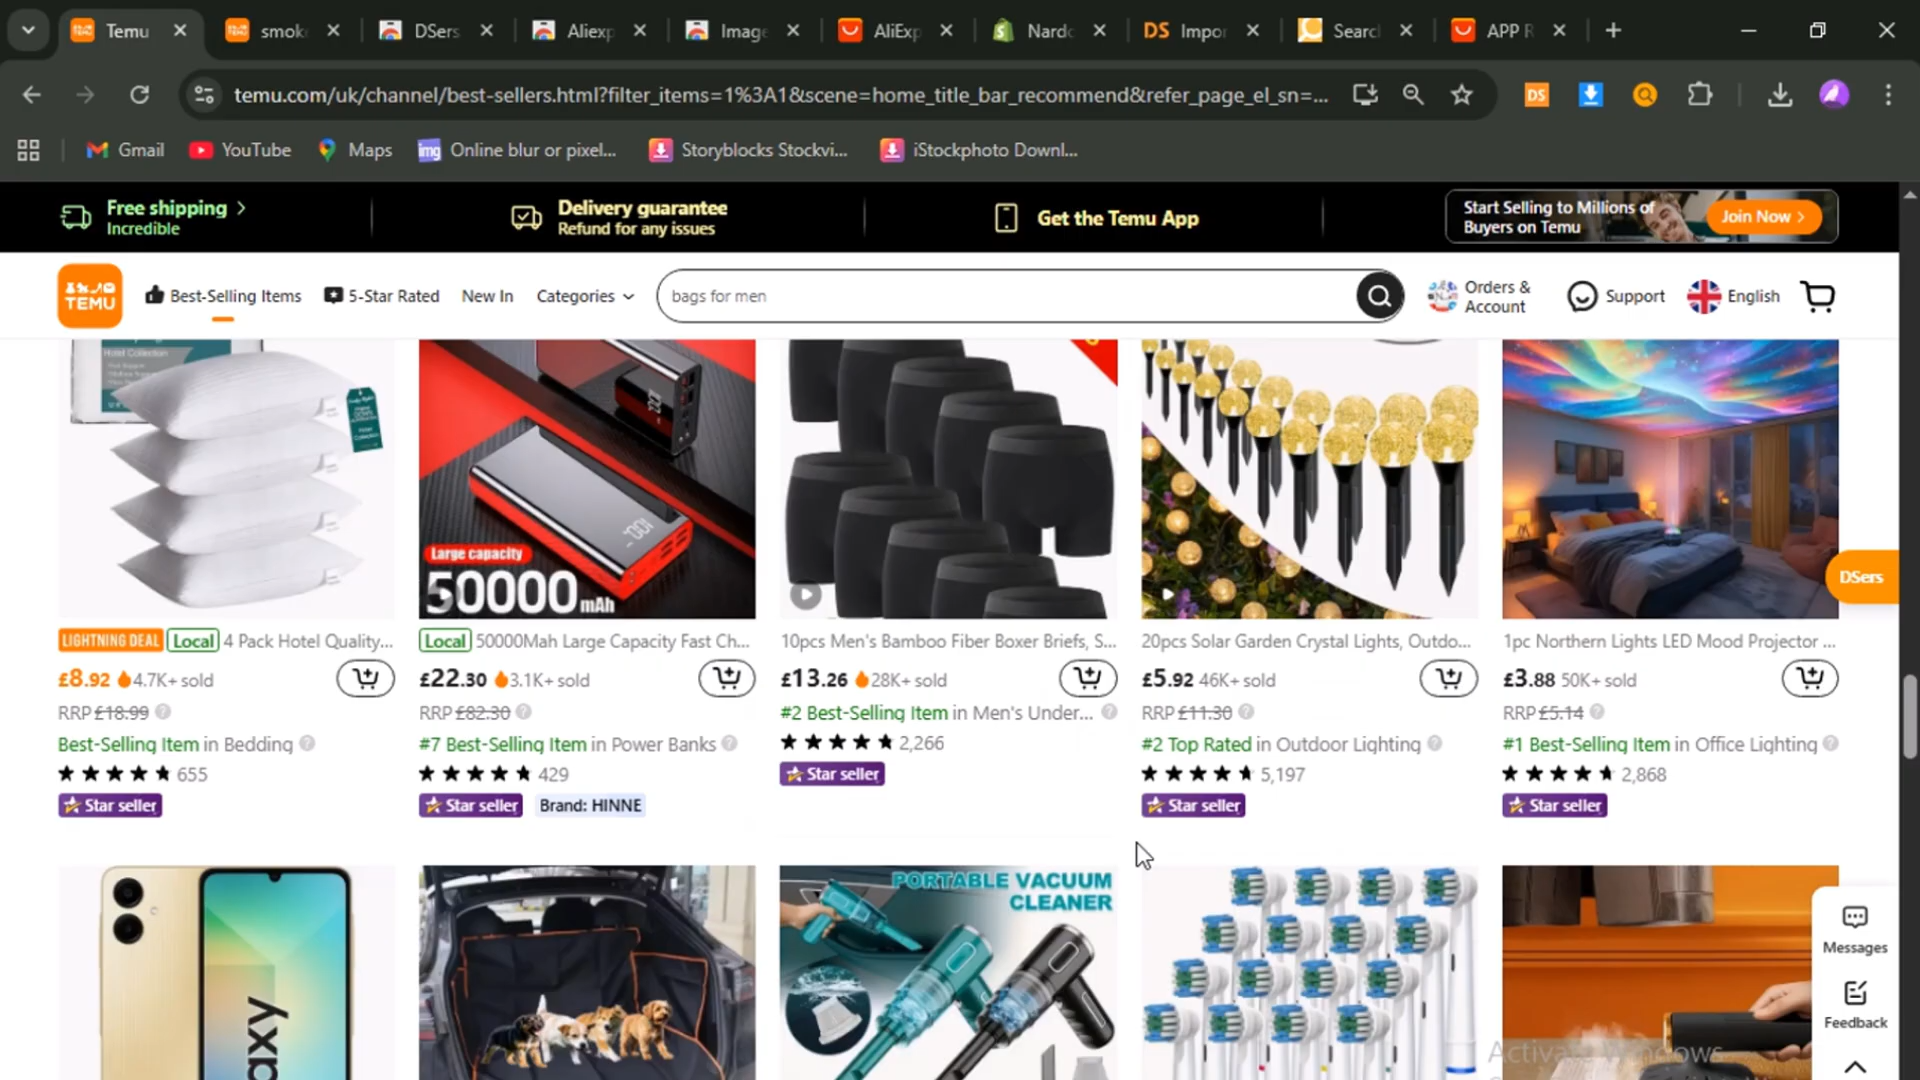 Temu
smok
DSers
Aliexp
Image
AliExp
Nardo
DS Impor
Searc
APP R
temu.com/uk/channel/best-sellers.html?filter_items=1%3A1&scene=home_title_bar_recommend&refer_page_el_sn=...
DS
Gmail
YouTube
Maps
img Online blur or pixel...
Storyblocks Stockvi...
iStockphoto Downl...
Free shipping >
Incredible
Delivery guarantee
Refund for any issues
Get the Temu App
Start Selling to Millions of
Buyers on Temu
Join Now >
TEMU
Best-Selling Items
5-Star Rated
New In
Categories
bags for men
Orders &
Account
Support
English
Hotel Collection
Large capacity
50000mAh
DSers
LIGHTNING DEAL Local 4 Pack Hotel Quality...
£8.92 4.7K+ sold
RRP £18.99
Best-Selling Item in Bedding
655
Star seller
Local 50000Mah Large Capacity Fast Ch...
£22.30 3.1K+ sold
RRP £82.30
#7 Best-Selling Item in Power Banks
429
Star seller Brand: HINNE
10pcs Men's Bamboo Fiber Boxer Briefs, S...
£13.26 28K+ sold
#2 Best-Selling Item in Men's Under...
2,266
Star seller
20pcs Solar Garden Crystal Lights, Outdo...
£5.92 46K+ sold
RRP £11.30
#2 Top Rated in Outdoor Lighting
5,197
Star seller
1pc Northern Lights LED Mood Projector ...
£3.88 50K+ sold
RRP £5.14
#1 Best-Selling Item in Office Lighting
2,868
Star seller
axy
PORTABLE VACUUM
CLEANER
Messages
Feedback
Activate Windows